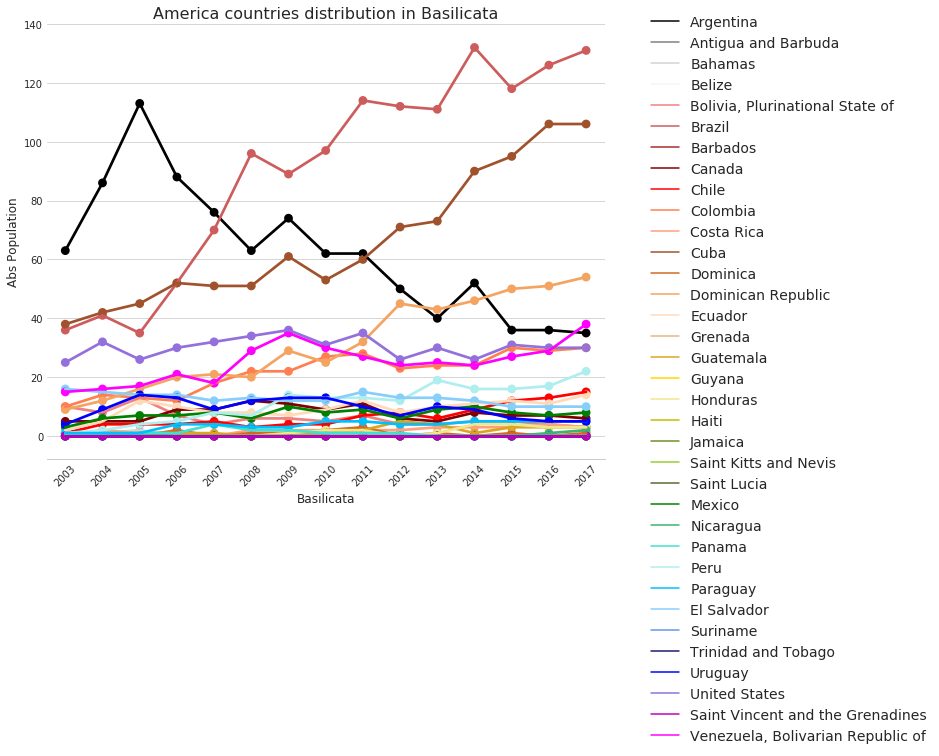 America countries distribution in Basilicata
140
120
100
80
60
40
20
0
Abs Population
2003
2004
2005
2006
2007
2008
2009
2010
2011
2012
2013
2014
2015
2016
2017
Basilicata
Argentina
Antigua and Barbuda
Bahamas
Belize
Bolivia, Plurinational State of
Brazil
Barbados
Canada
Chile
Colombia
Costa Rica
Cuba
Dominica
Dominican Republic
Ecuador
Grenada
Guatemala
Guyana
Honduras
Haiti
Jamaica
Saint Kitts and Nevis
Saint Lucia
Mexico
Nicaragua
Panama
Peru
Paraguay
El Salvador
Suriname
Trinidad and Tobago
Uruguay
United States
Saint Vincent and the Grenadines
Venezuela, Bolivarian Republic of